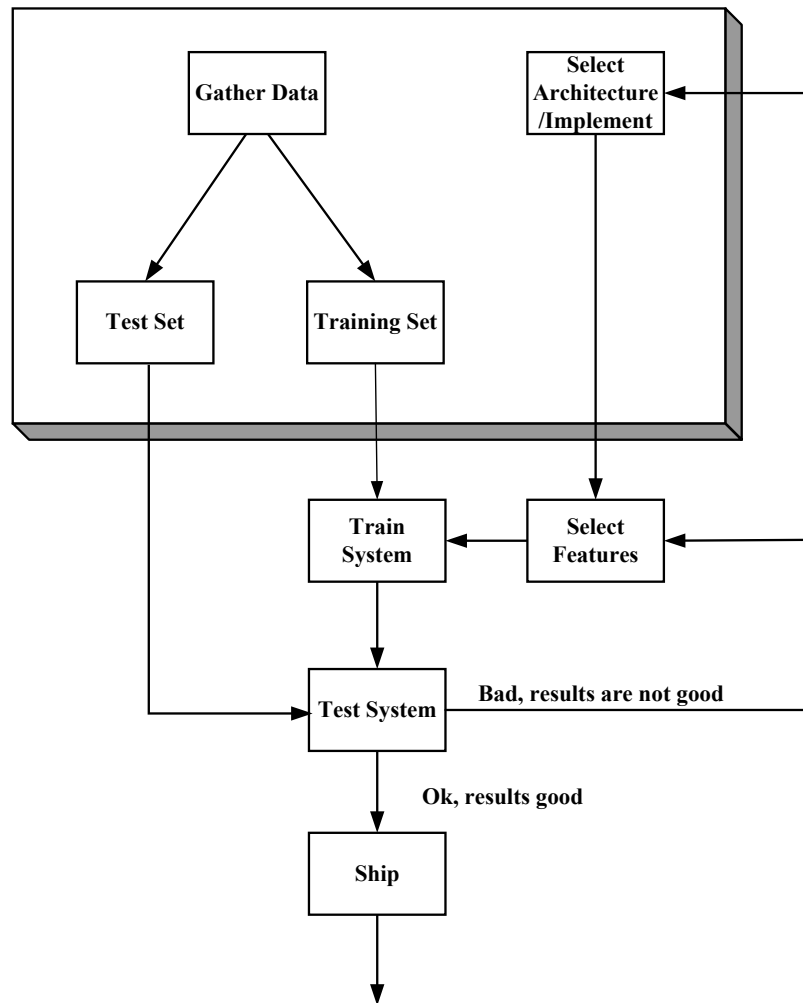 Gather Data
Select
Architecture
/Implement
Test Set
Training Set
Train
System
Select
Features
Test System
Bad, results are not good
Ok, results good
Ship